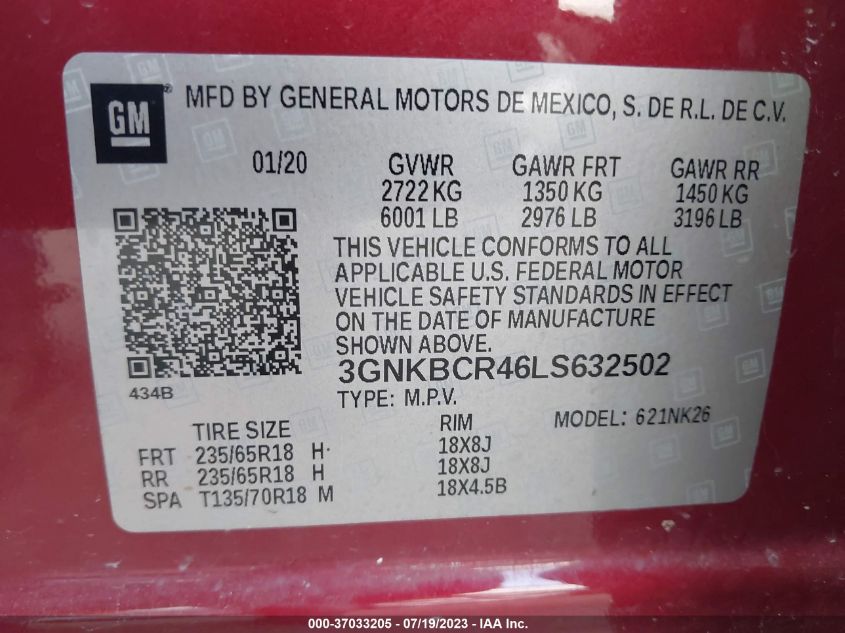 GM
MFD BY GENERAL MOTORS DE MEXICO, S. DE R.L. DE C.V.
01/20 GVWR GAWR FRT GAWR RR
2722 KG 1350 KG 1450 KG
6001 LB 2976 LB 3196 LB
THIS VEHICLE CONFORMS TO ALL
APPLICABLE U.S. FEDERAL MOTOR
VEHICLE SAFETY STANDARDS IN EFFECT
ON THE DATE OF MANUFACTURE
SHOWN ABOVE.
3GNKBCR46LS632502
434B
TYPE: M.P.V. MODEL: 621NK26
TIRE SIZE RIM
FRT 235/65R18 H 18X8J
RR 235/65R18 H 18X8J
SPA T135/70R18 M 18X4.5B
000-37033205 - 07/19/2023 - IAA Inc.